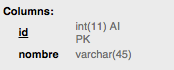 Columns:
id int(11) AI
PK
nombre varchar(45)